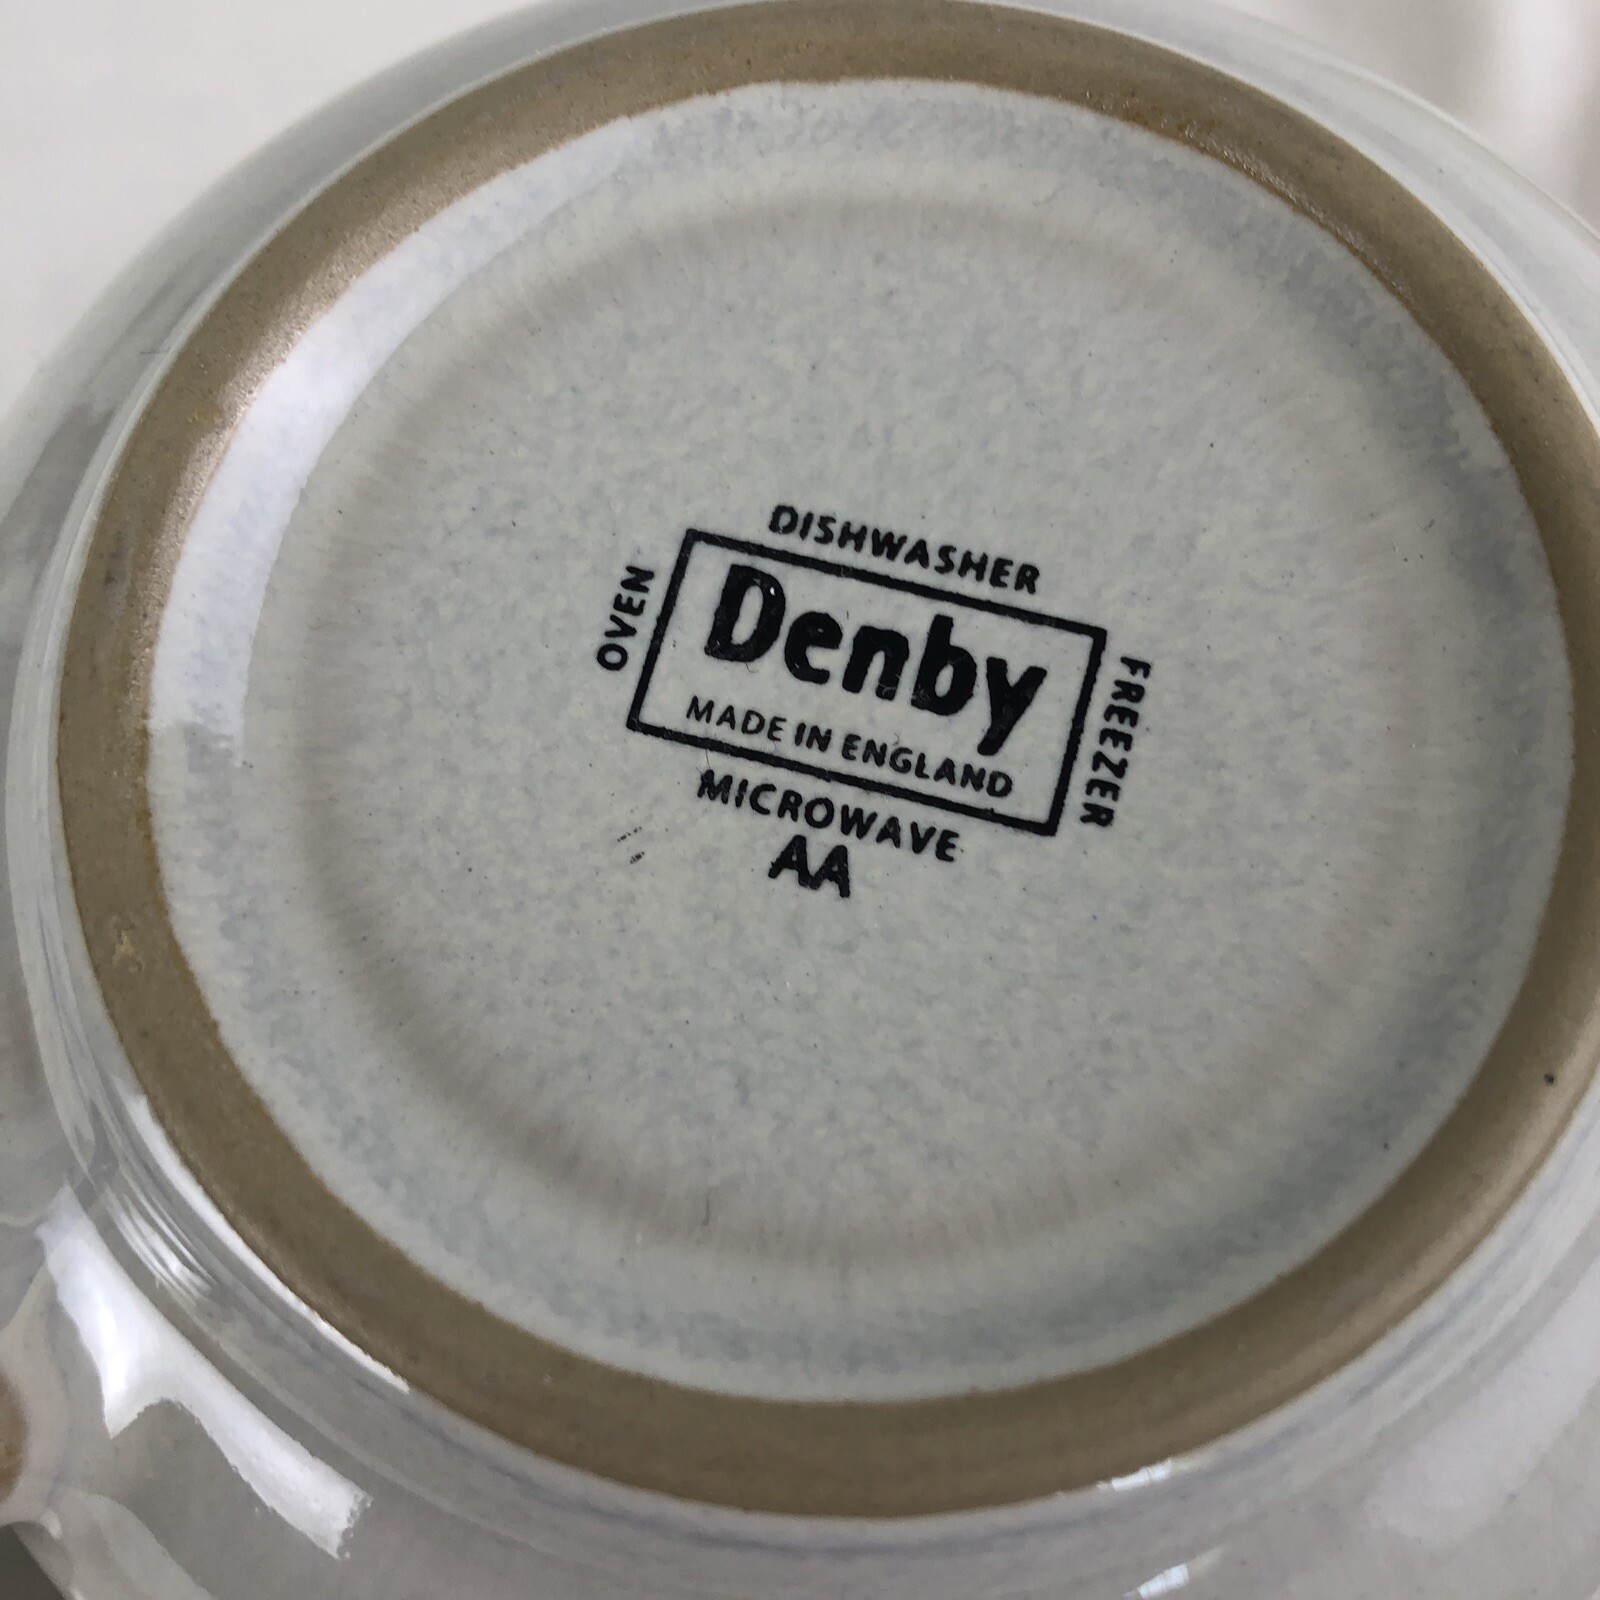 DISHWASHER
OVEN
Denby
MADE IN ENGLAND
FREEZER
MICROWAVE
AA